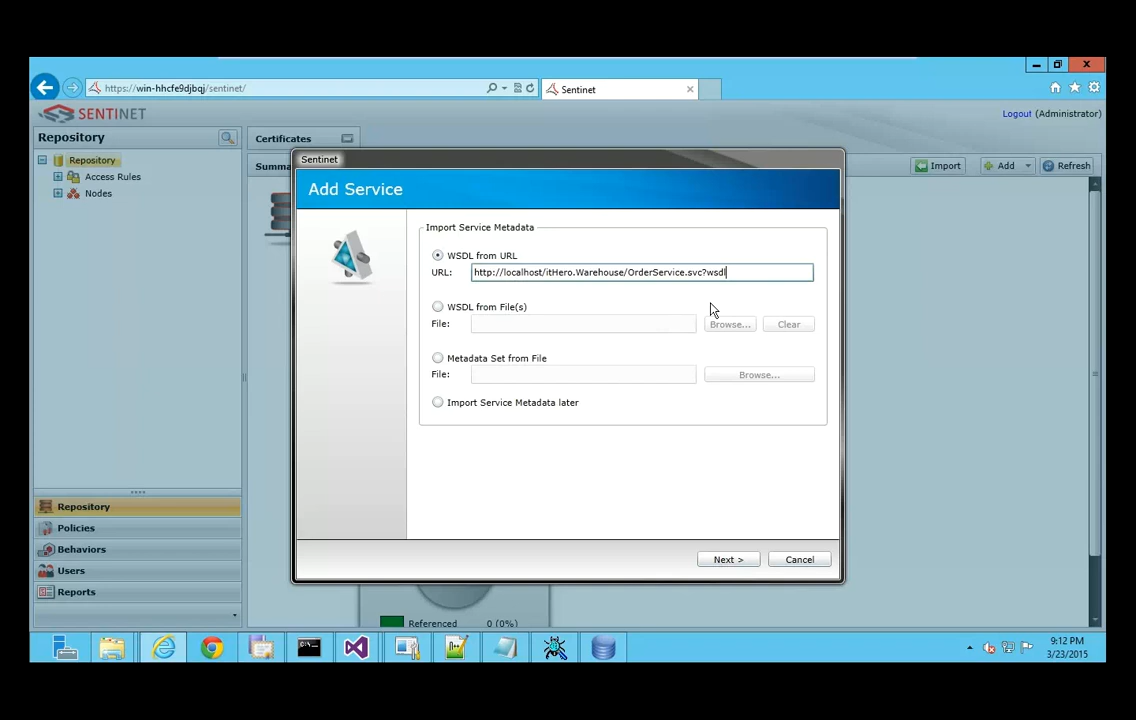 https://win-hhcfe9djbqj/sentinet/
Sentinet
SENTINET
Logout (Administrator)
Repository
Certificates
Repository
Access Rules
Nodes
Summa
Import
Add
Refresh
Sentinet
Add Service
Import Service Metadata
WSDL from URL
URL: http://localhost/itHero.Warehouse/OrderService.svc?wsdl
WSDL from File(s)
File: Browse... Clear
Metadata Set from File
File: Browse...
Import Service Metadata later
Next > Cancel
Repository
Policies
Behaviors
Users
Reports
Referenced 0 (0%)
9:12 PM
3/23/2015